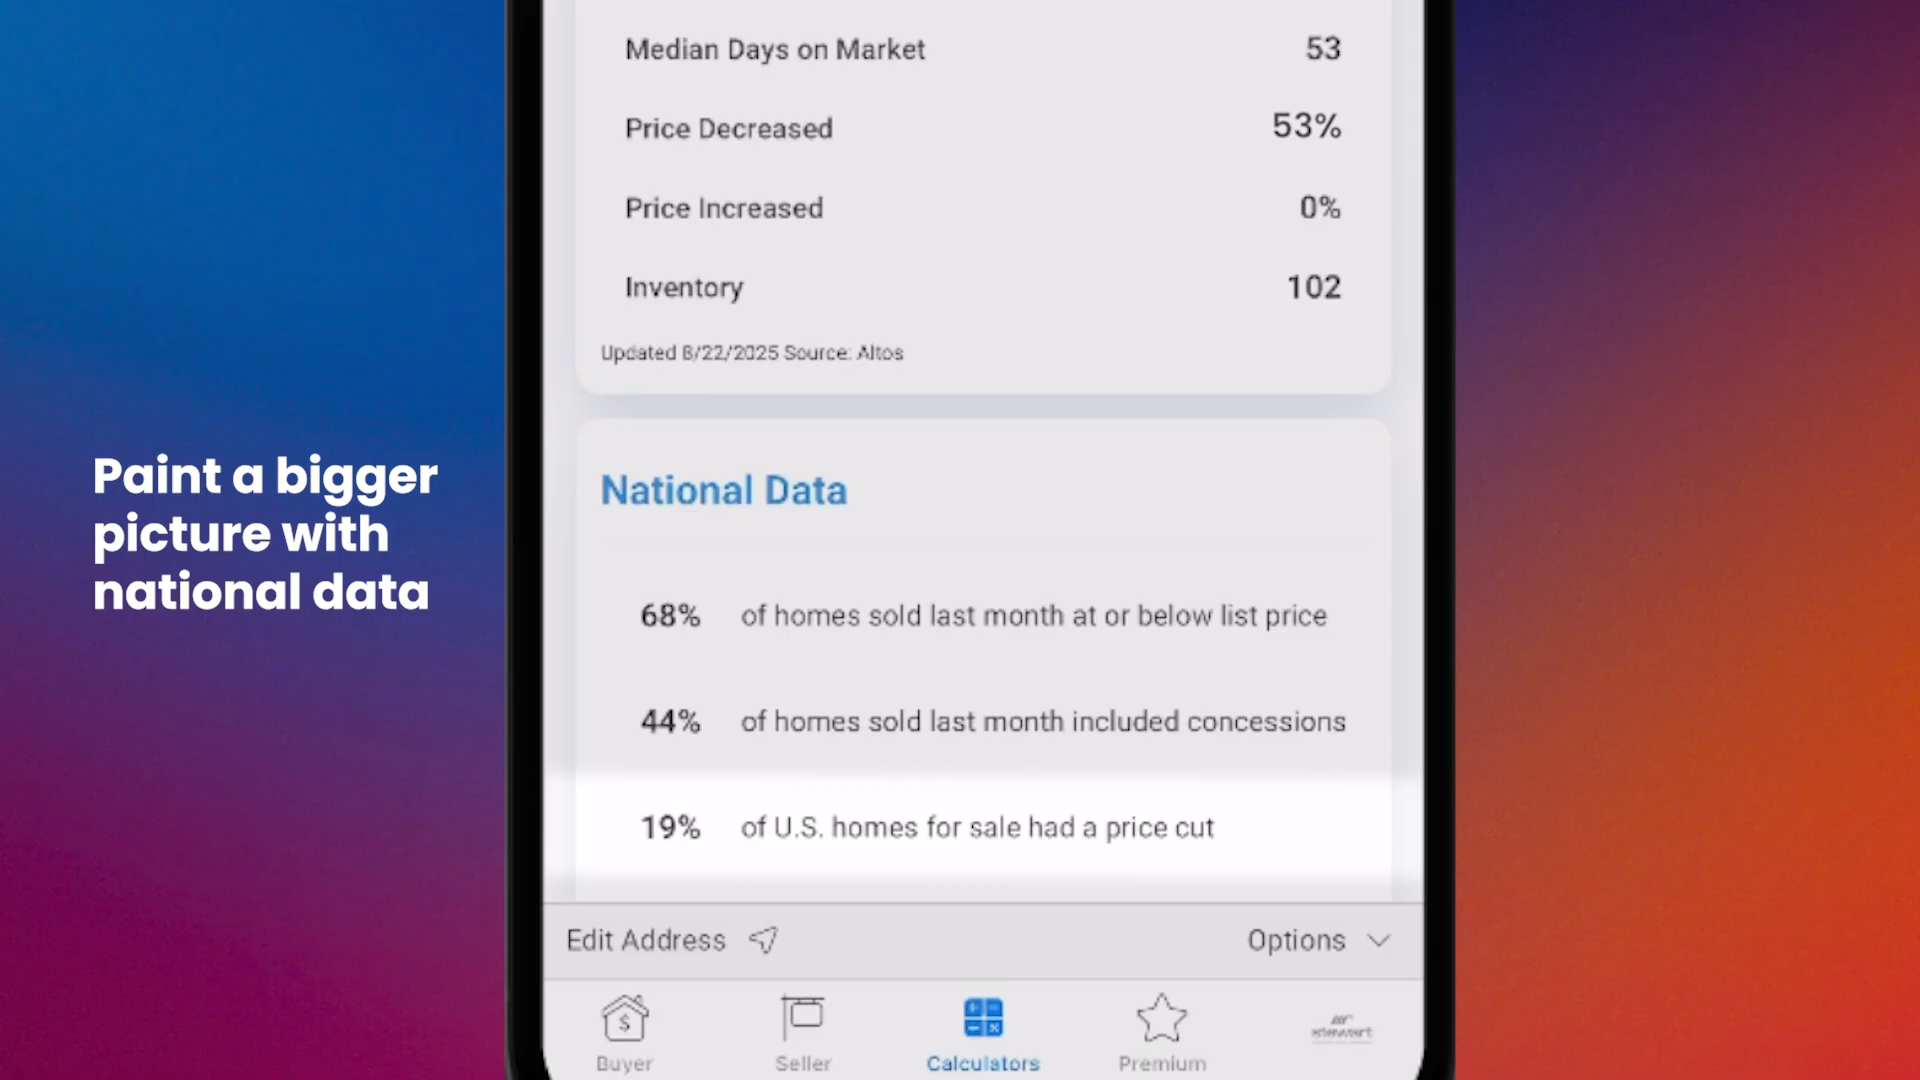 Median Days on Market 53
Price Decreased 53%
Price Increased 0%
Inventory 102
Updated 8/22/2025 Source: Altos
Paint a bigger
picture with
national data
National Data
68% of homes sold last month at or below list price
44% of homes sold last month included concessions
19% of U.S. homes for sale had a price cut
Edit Address
Options
Buyer
Seller
Calculators
Premium
stewart